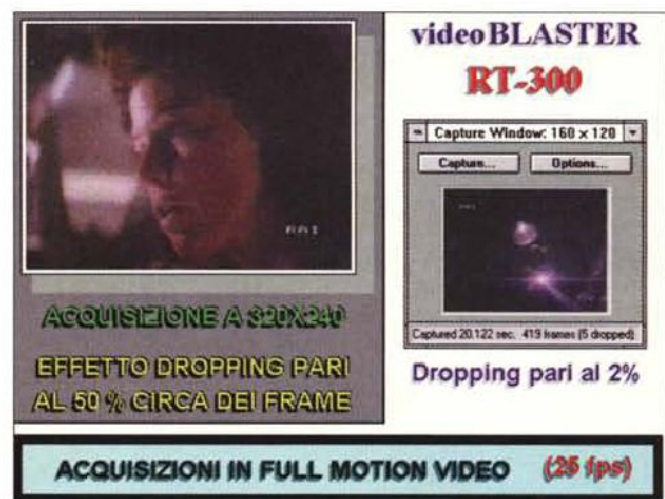 RAI
ACQUISIZIONE A 320X240
EFFETTO DROPPING PARI
AL 50 % CIRCA DEI FRAME
videoBLASTER
RT-300
Capture Window: 160 x 120
Capture... Options...
RAI
Captured 20.122 sec. 419 frames (5 dropped)
Dropping pari al 2%
ACQUISIZIONI IN FULL MOTION VIDEO (25 fps)